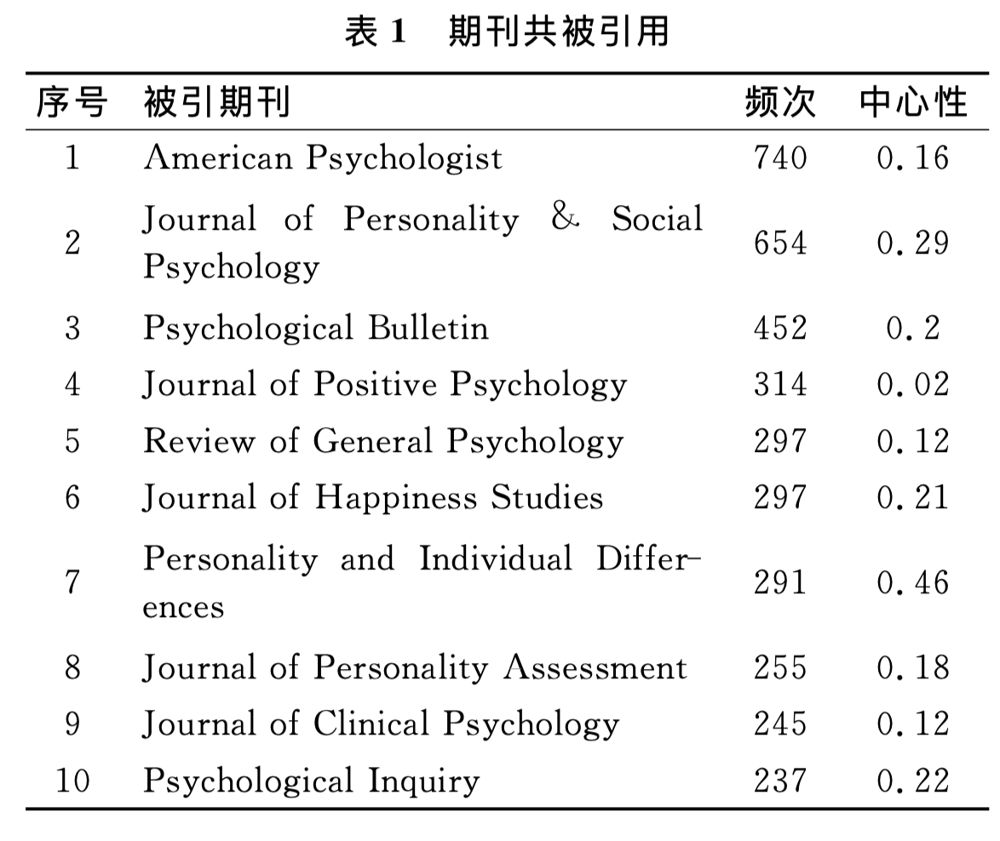 表1 期刊共被引用
序号 被引期刊 频次 中心性
1 American Psychologist 740 0.16
Journal of Personality & Social
2 654 0.29
Psychology
3 Psychological Bulletin 452 0.2
4 Journal of Positive Psychology 314 0.02
5 Review of General Psychology 297 0.12
6 Journal of Happiness Studies 297 0.21
Personality and Individual Differ-
7 291 0.46
ences
8 Journal of Personality Assessment 255 0.18
9 Journal of Clinical Psychology 245 0.12
10 Psychological Inquiry 237 0.22